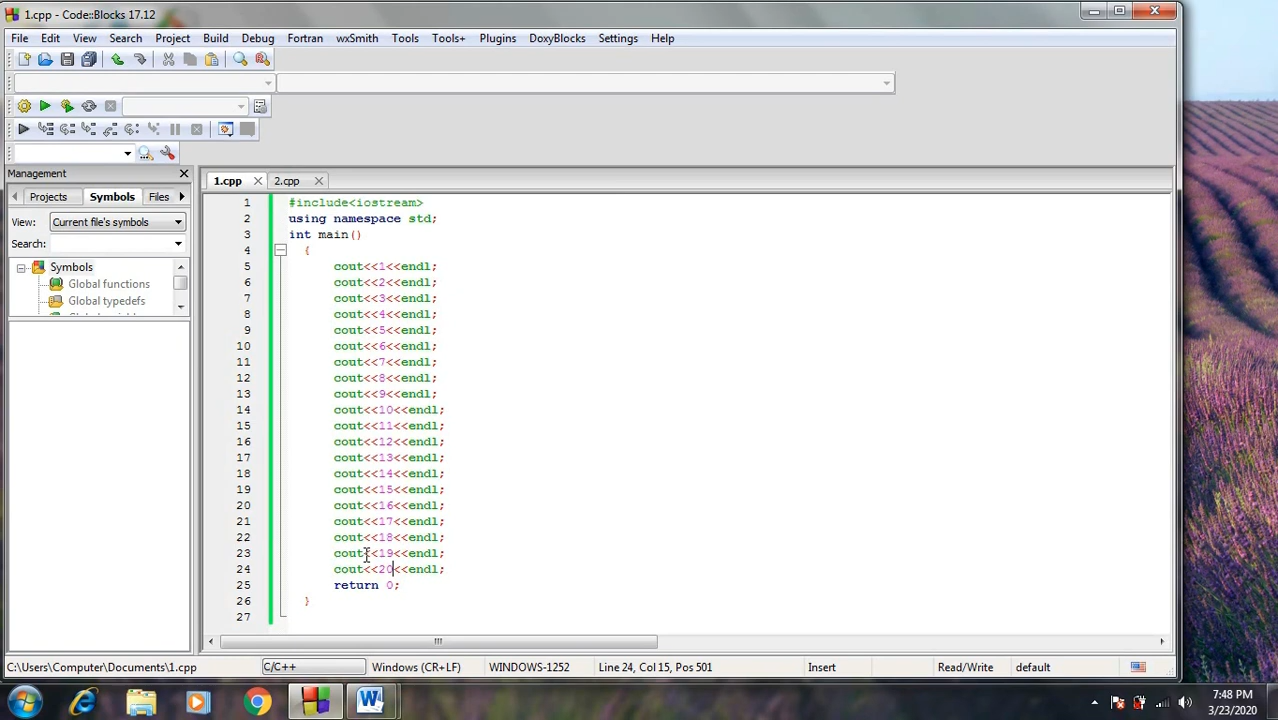 1.cpp - Code::Blocks 17.12
File Edit View Search Project Build Debug Fortran wxSmith Tools Tools+ Plugins DoxyBlocks Settings Help
Management
Projects Symbols Files
View: Current file's symbols
Search:
Symbols
Global functions
Global typedefs
1.cpp 2.cpp
1 #include<iostream>
2 using namespace std;
3 int main()
4 {
5 cout<<1<<endl;
6 cout<<2<<endl;
7 cout<<3<<endl;
8 cout<<4<<endl;
9 cout<<5<<endl;
10 cout<<6<<endl;
11 cout<<7<<endl;
12 cout<<8<<endl;
13 cout<<9<<endl;
14 cout<<10<<endl;
15 cout<<11<<endl;
16 cout<<12<<endl;
17 cout<<13<<endl;
18 cout<<14<<endl;
19 cout<<15<<endl;
20 cout<<16<<endl;
21 cout<<17<<endl;
22 cout<<18<<endl;
23 cout<<19<<endl;
24 cout<<20<<endl;
25 return 0;
26 }
27
C:\Users\Computer\Documents\1.cpp C/C++ Windows (CR+LF) WINDOWS-1252 Line 24, Col 15, Pos 501 Insert Read/Write default
7:48 PM
3/23/2020